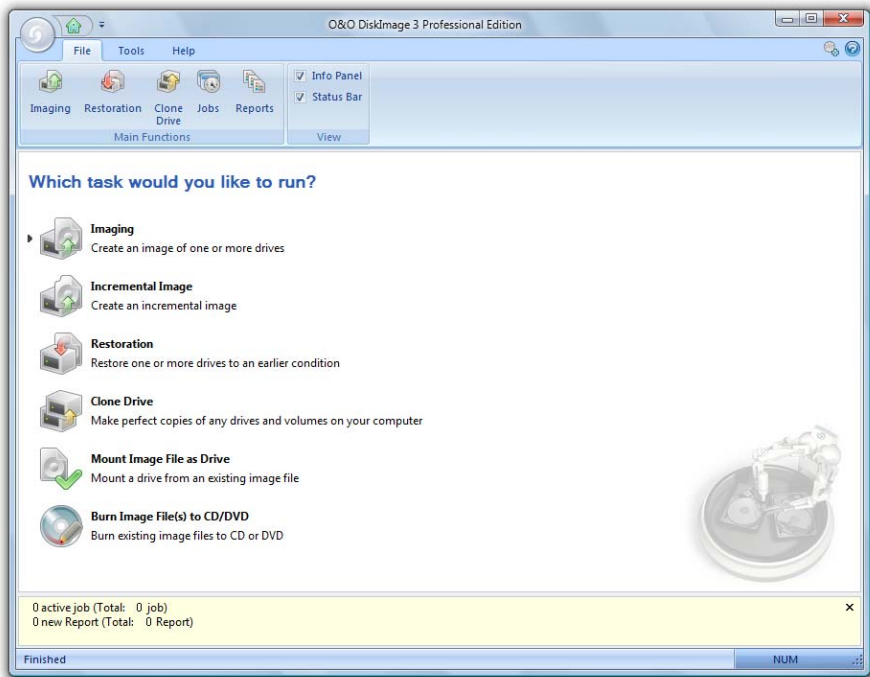 O&O DiskImage 3 Professional Edition
File Tools Help
Imaging Restoration Clone Drive Jobs Reports
Main Functions
Info Panel
Status Bar
View
Which task would you like to run?
Imaging
Create an image of one or more drives
Incremental Image
Create an incremental image
Restoration
Restore one or more drives to an earlier condition
Clone Drive
Make perfect copies of any drives and volumes on your computer
Mount Image File as Drive
Mount a drive from an existing image file
Burn Image File(s) to CD/DVD
Burn existing image files to CD or DVD
0 active job (Total: 0 job)
0 new Report (Total: 0 Report)
Finished NUM